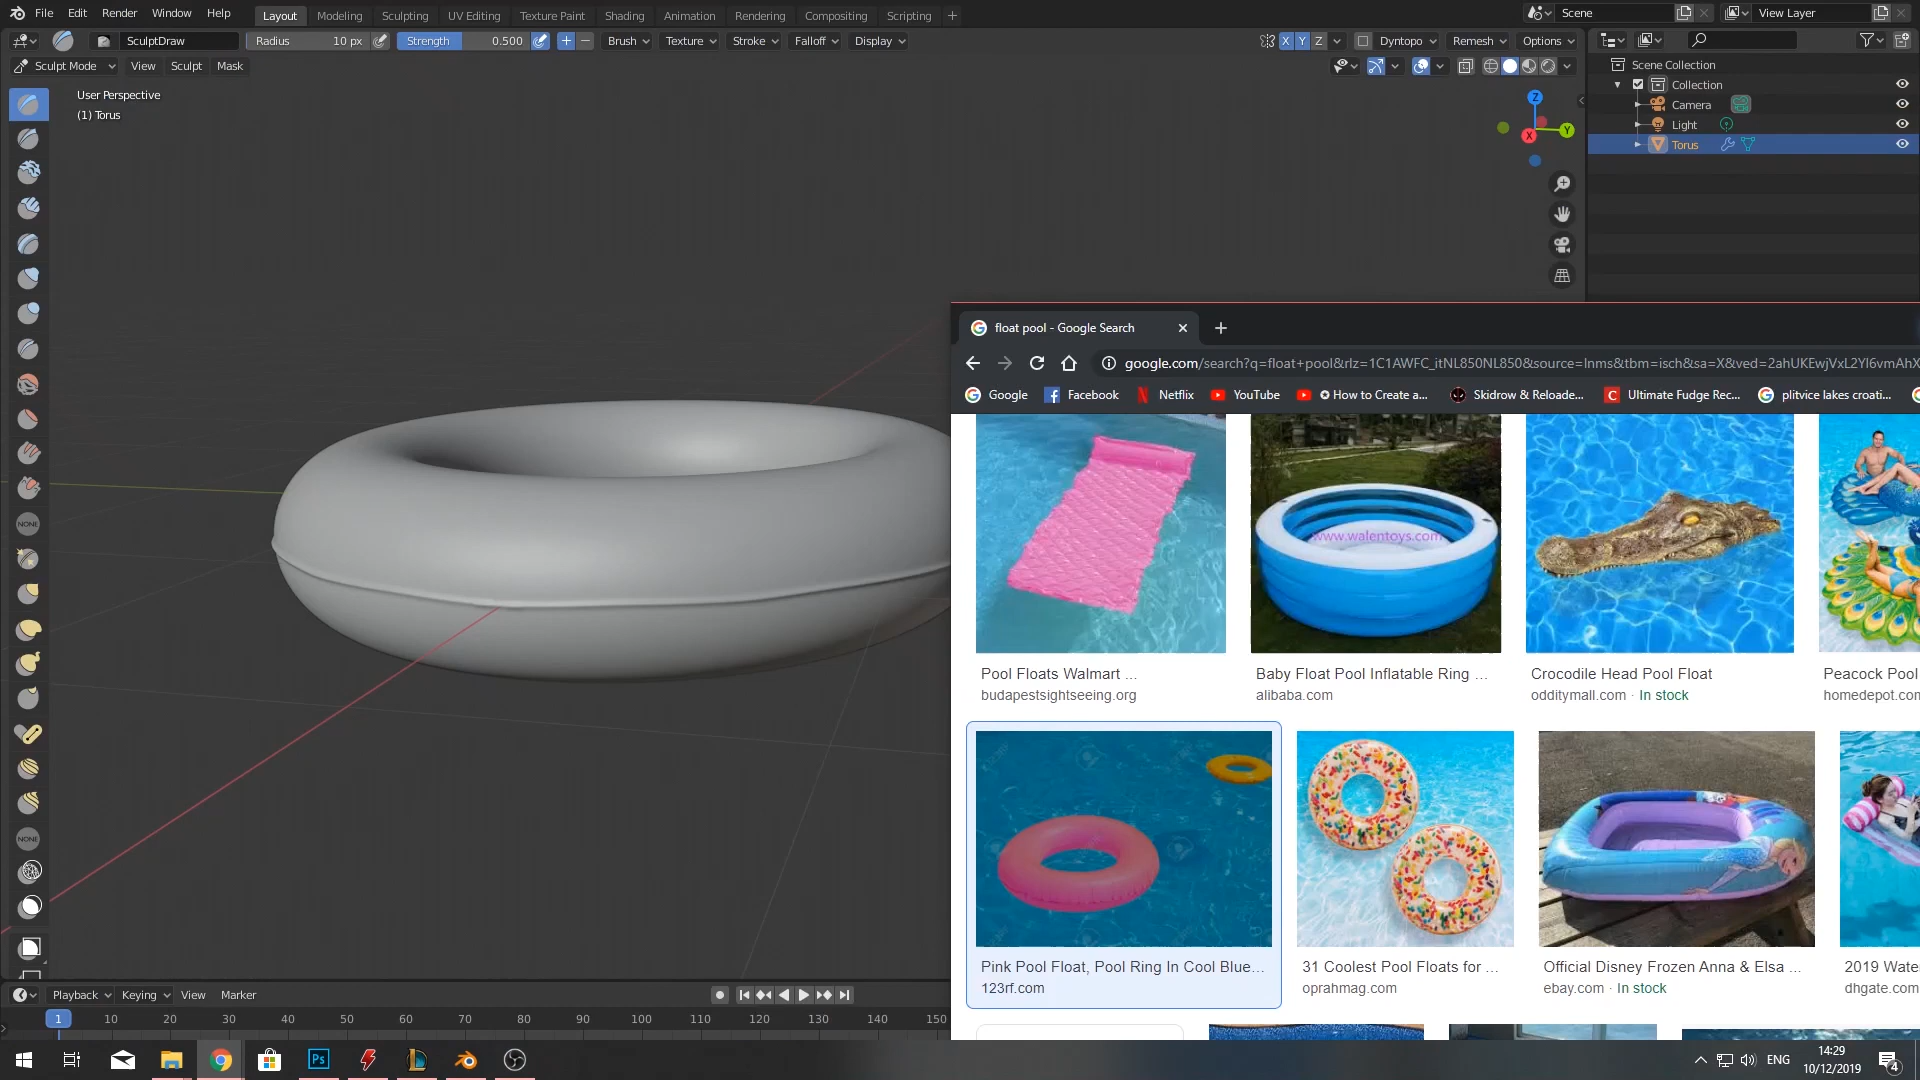 File Edit Render Window Help
Layout Modeling Sculpting UV Editing Texture Paint Shading Animation Rendering Compositing Scripting +
Scene
View Layer
SculptDraw
Radius 10 px
Strength 0.500
Brush Texture Stroke Falloff Display
X Y Z
Dyntopo Remesh Options
Sculpt Mode View Sculpt Mask
User Perspective
(1) Torus
Z
Y
X
NONE
NONE
Scene Collection
Collection
Camera
Light
Torus
float pool - Google Search
google.com/search?q=float+pool&rlz=1C1AWFC_itNL850NL850&source=lnms&tbm=isch&sa=X&ved=2ahUKEwjVxL2Yl6vmAhX
Google Facebook Netflix YouTube How to Create a... Skidrow & Reloade... Ultimate Fudge Rec... plitvice lakes croati...
www.walentoys.com
Pool Floats Walmart ...
budapestsightseeing.org
Baby Float Pool Inflatable Ring ...
alibaba.com
Crocodile Head Pool Float
odditymall.com · In stock
Peacock Pool
homedepot.com
Pink Pool Float, Pool Ring In Cool Blue...
123rf.com
31 Coolest Pool Floats for ...
oprahmag.com
Official Disney Frozen Anna & Elsa ...
ebay.com · In stock
2019 Water
dhgate.com
Playback Keying View Marker
1 10 20 30 40 50 60 70 80 90 100 110 120 130 140 150
Ps
ENG
14:29
10/12/2019
4